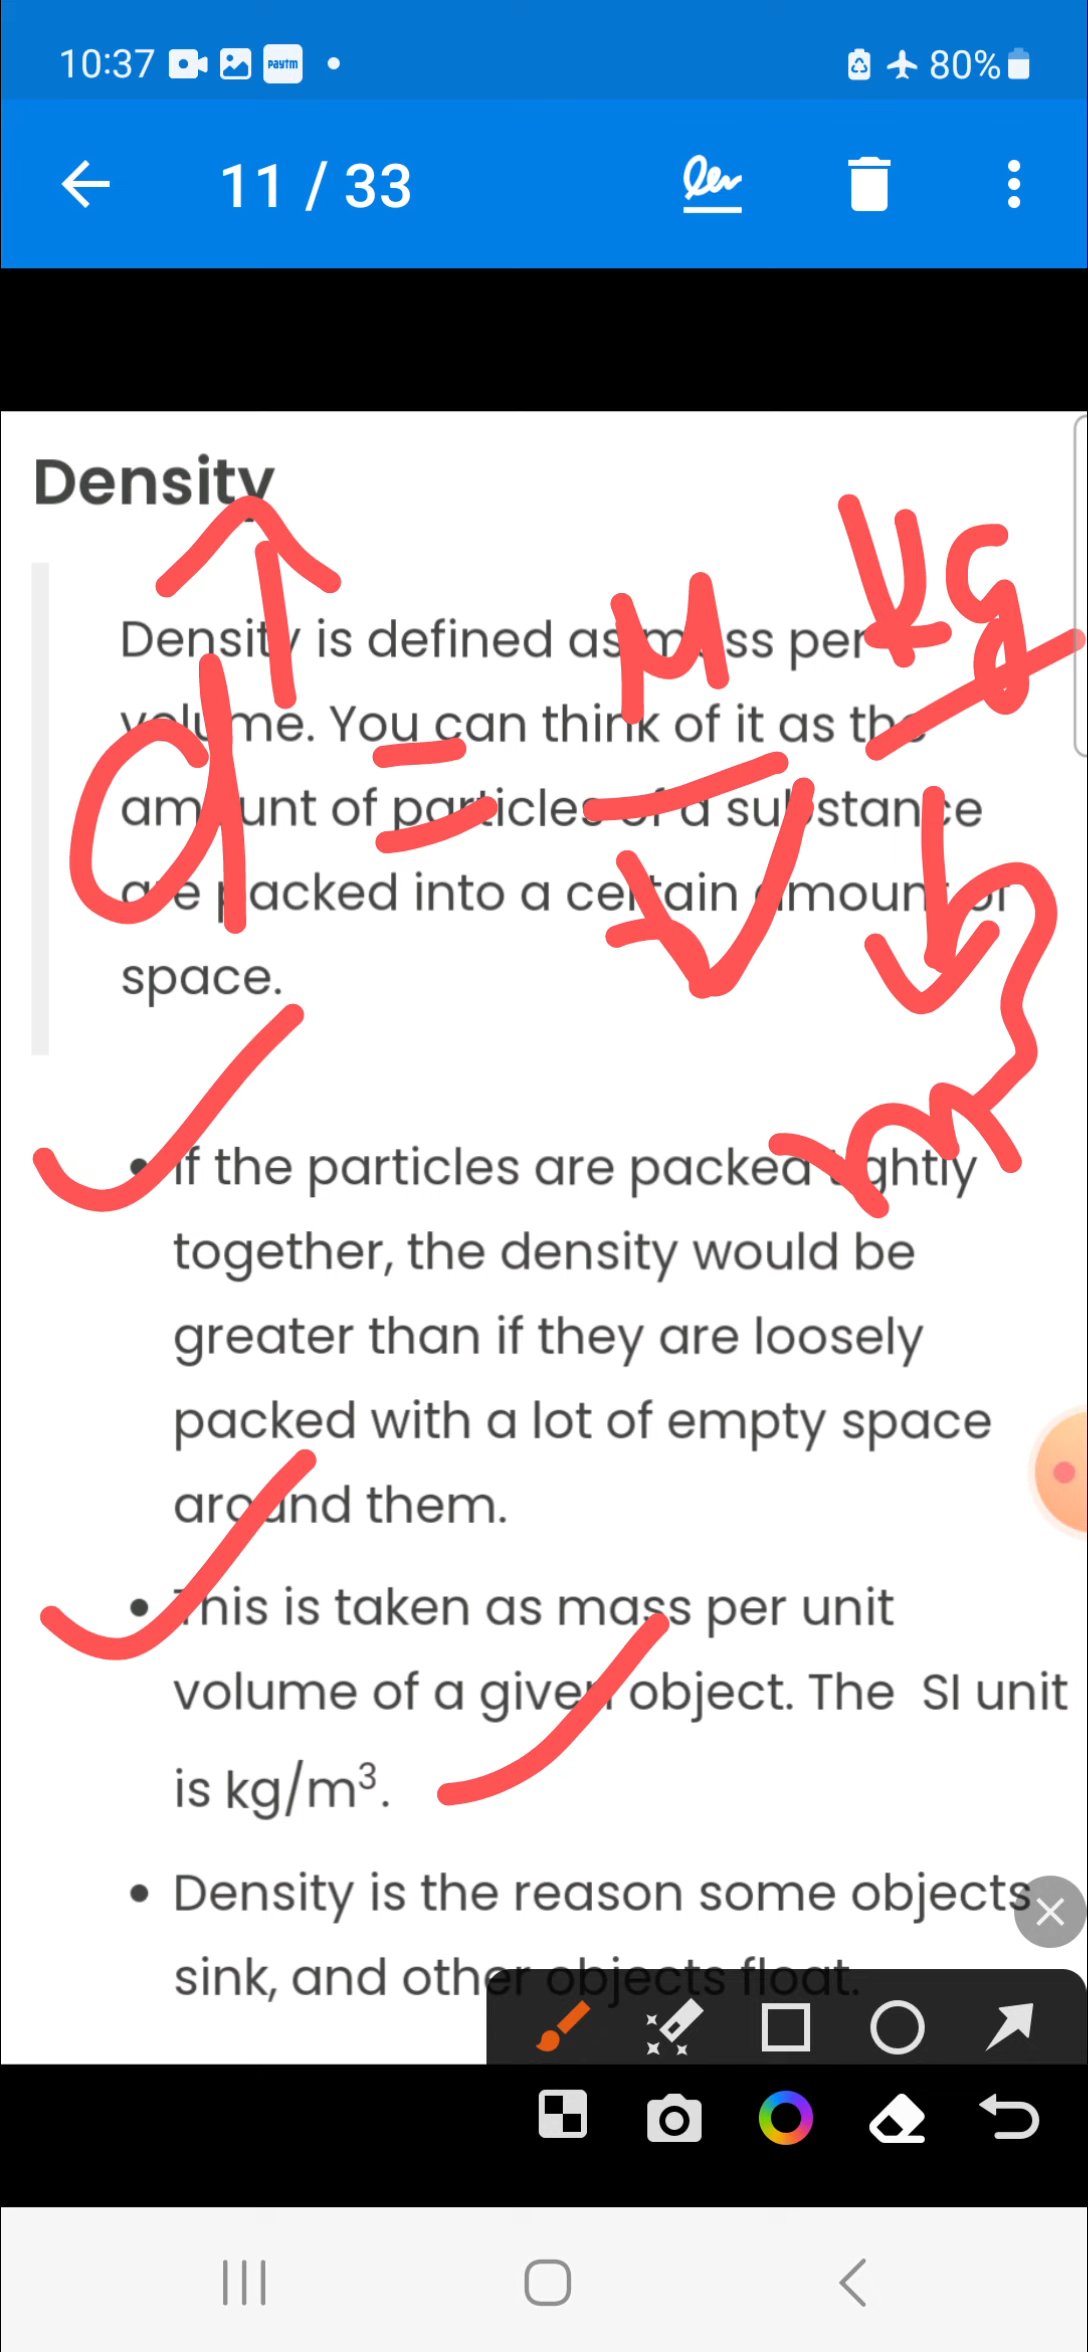 10:37 Paytm 80%
11 / 33
Density
Density is defined as mass per
volume. You can think of it as the
amount of particles of a substance
are packed into a certain amount of
space.
d = M / V
kg / m3
If the particles are packed tightly
together, the density would be
greater than if they are loosely
packed with a lot of empty space
around them.
This is taken as mass per unit
volume of a given object. The SI unit
is kg/m³.
Density is the reason some objects
sink, and other objects float.